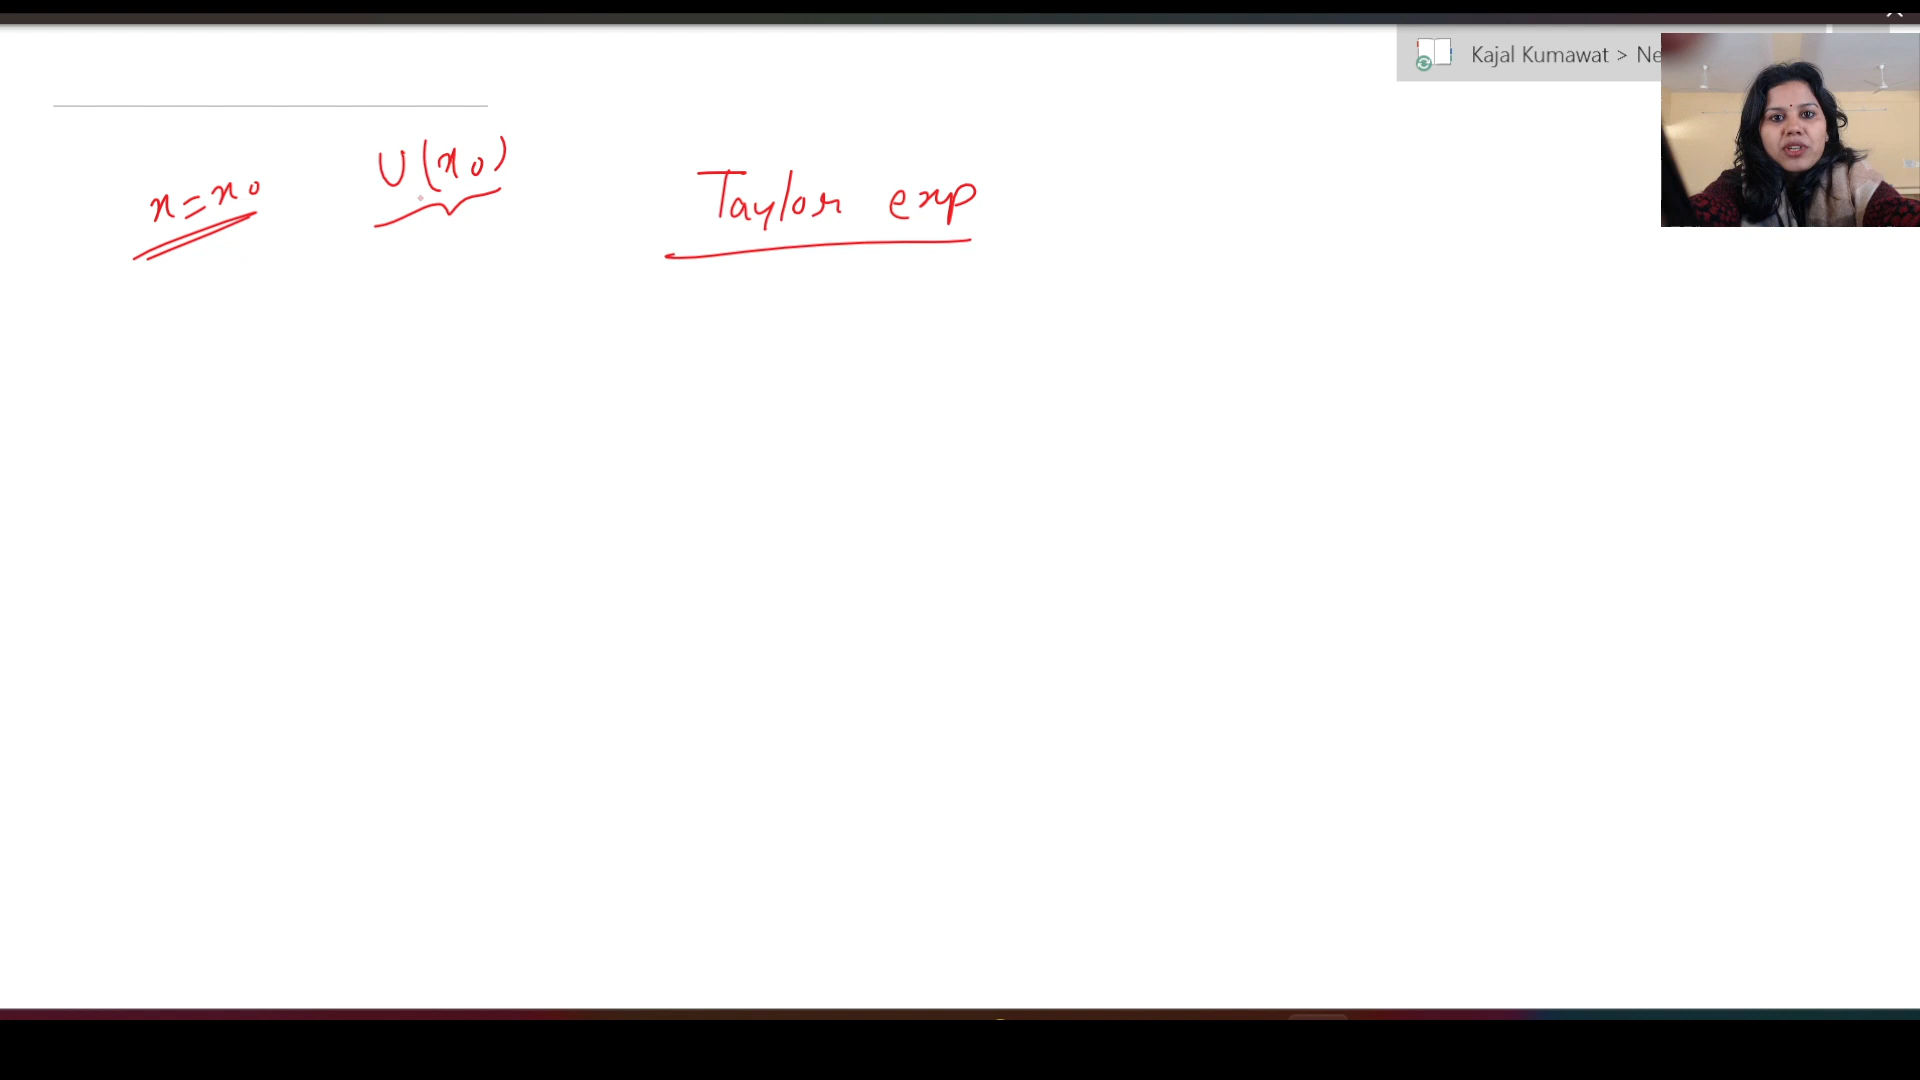 Kajal Kumawat > Ne
x = x0
U(x0)
Taylor exp